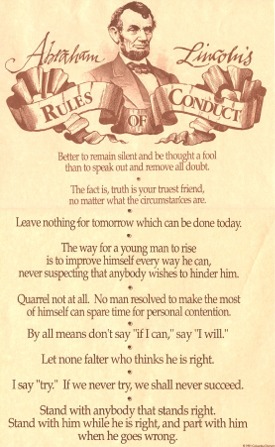 Abraham Lincoln's
RULES OF CONDUCT
Better to remain silent and be thought a fool
than to speak out and remove all doubt.
The fact is, truth is your truest friend,
no matter what the circumstances are.
Leave nothing for tomorrow which can be done today.
The way for a young man to rise
is to improve himself every way he can,
never suspecting that anybody wishes to hinder him.
Quarrel not at all. No man resolved to make the most
of himself can spare time for personal contention.
By all means don't say "if I can," say "I will."
Let none falter who thinks he is right.
I say "try." If we never try, we shall never succeed.
Stand with anybody that stands right.
Stand with him while he is right, and part with him
when he goes wrong.